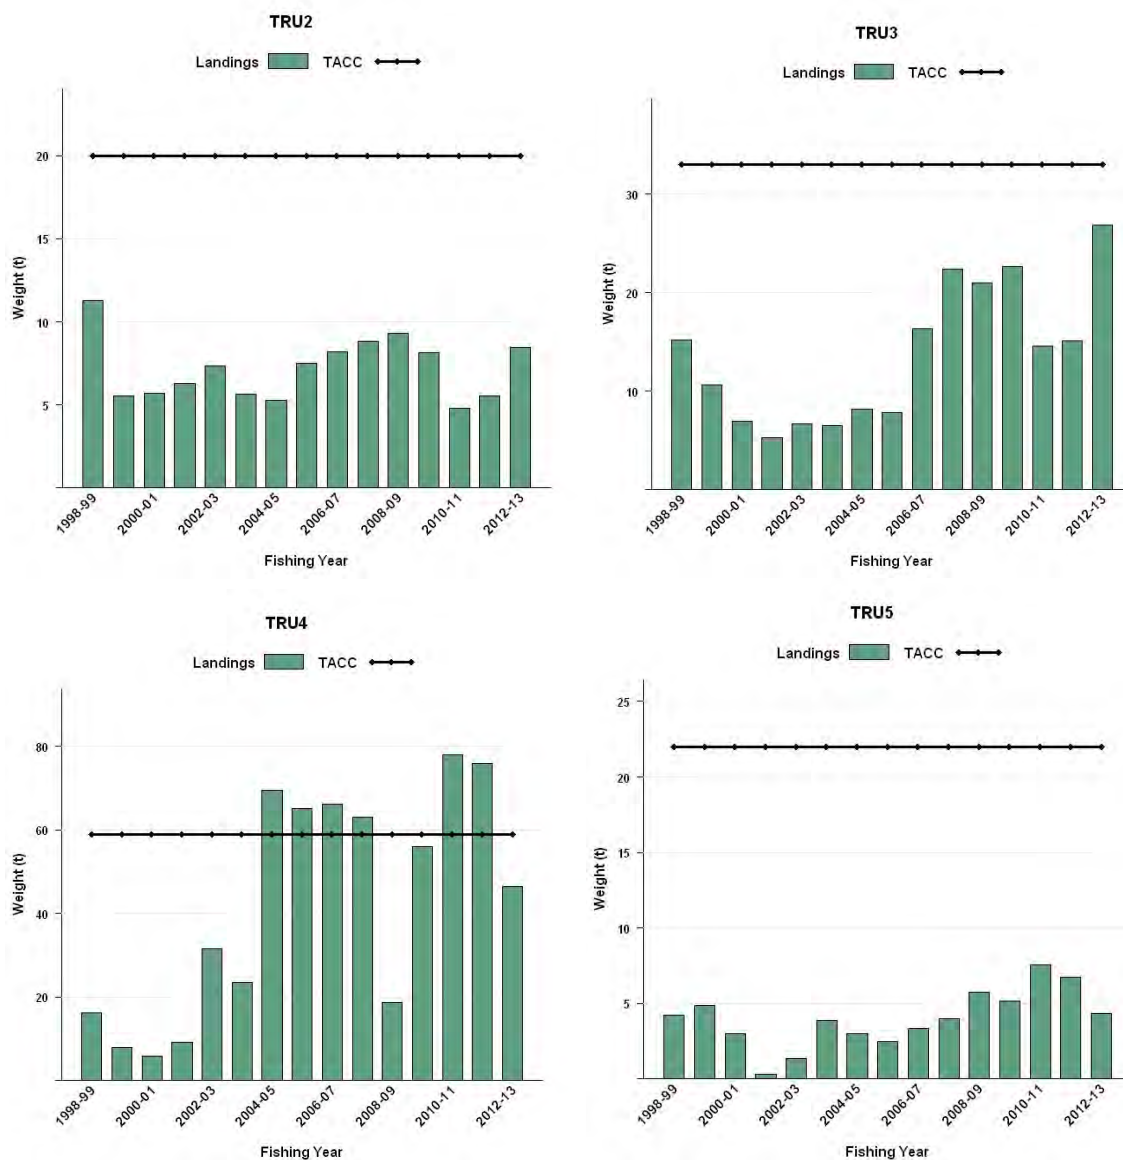 TRU2
Landings TACC
20
15
10
5
Weight (t)
1998-99 2000-01 2002-03 2004-05 2006-07 2008-09 2010-11 2012-13
Fishing Year
TRU3
Landings TACC
30
20
10
Weight (t)
1998-99 2000-01 2002-03 2004-05 2006-07 2008-09 2010-11 2012-13
Fishing Year
TRU4
Landings TACC
80
60
40
20
Weight (t)
1998-99 2000-01 2002-03 2004-05 2006-07 2008-09 2010-11 2012-13
Fishing Year
TRU5
Landings TACC
25
20
15
10
5
Weight (t)
1998-99 2000-01 2002-03 2004-05 2006-07 2008-09 2010-11 2012-13
Fishing Year